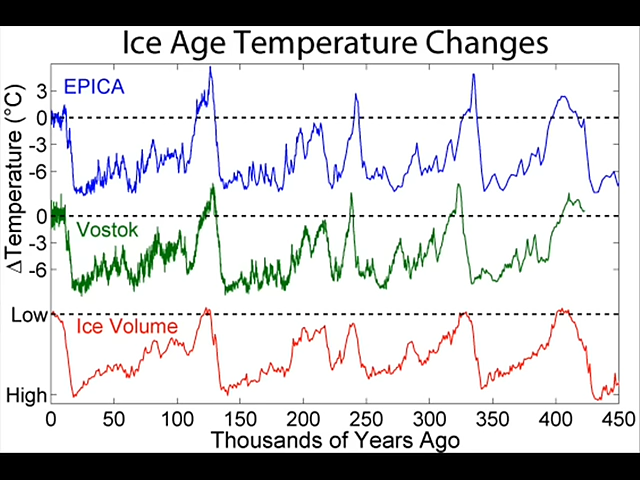 Ice Age Temperature Changes
EPICA
3
0
-3
-6
ΔTemperature (°C)
Vostok
0
-3
-6
Low
Ice Volume
High
0 50 100 150 200 250 300 350 400 450
Thousands of Years Ago